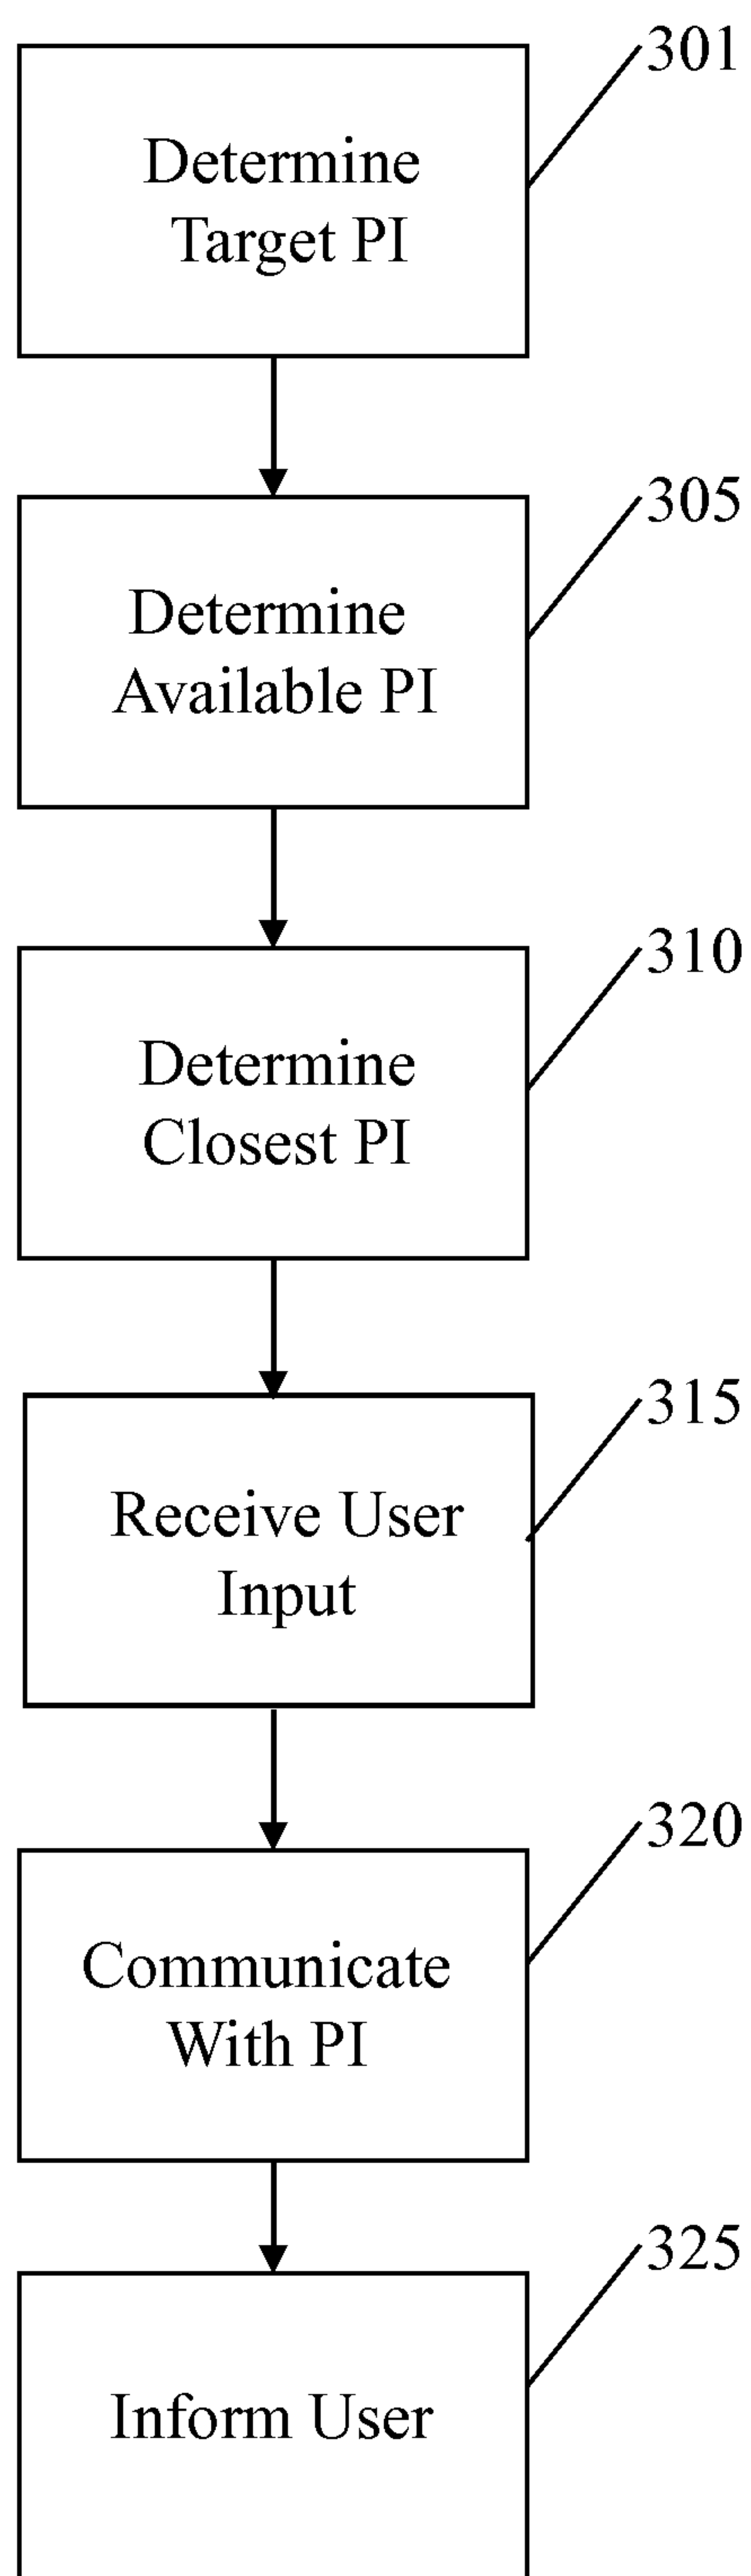 301
Determine
Target PI
305
Determine
Available PI
310
Determine
Closest PI
315
Receive User
Input
320
Communicate
With PI
325
Inform User